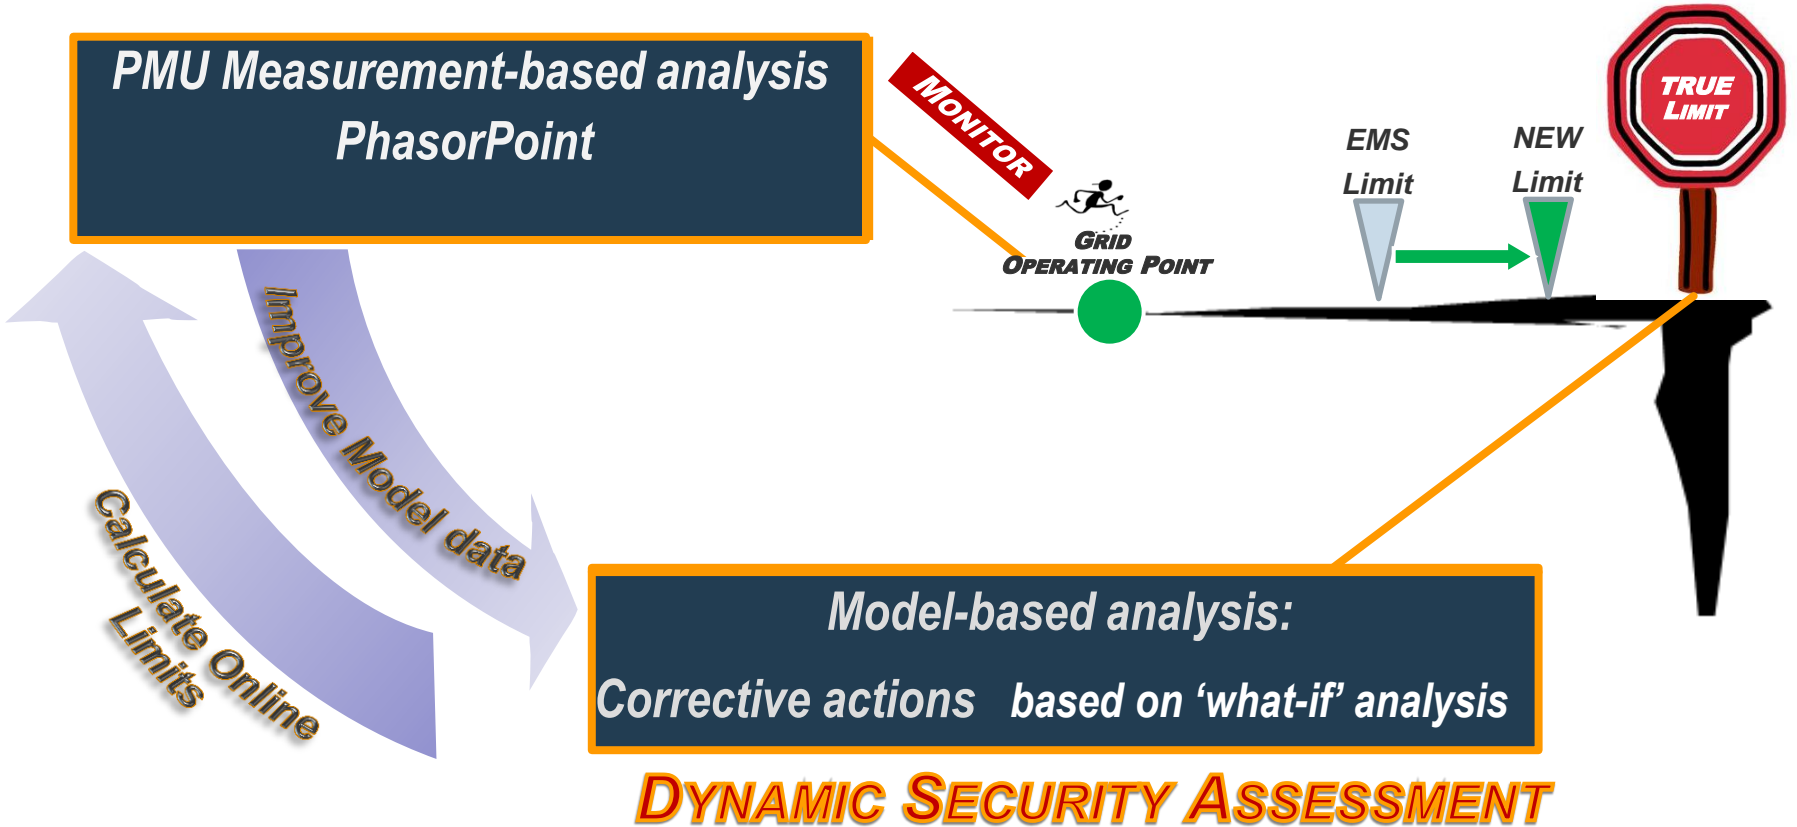 PMU Measurement-based analysis
PhasorPoint
MONITOR
GRID
OPERATING POINT
EMS
Limit
NEW
Limit
TRUE
LIMIT
Improve Model data
Calculate Online
Limits
Model-based analysis:
Corrective actions based on ‘what-if’ analysis
DYNAMIC SECURITY ASSESSMENT